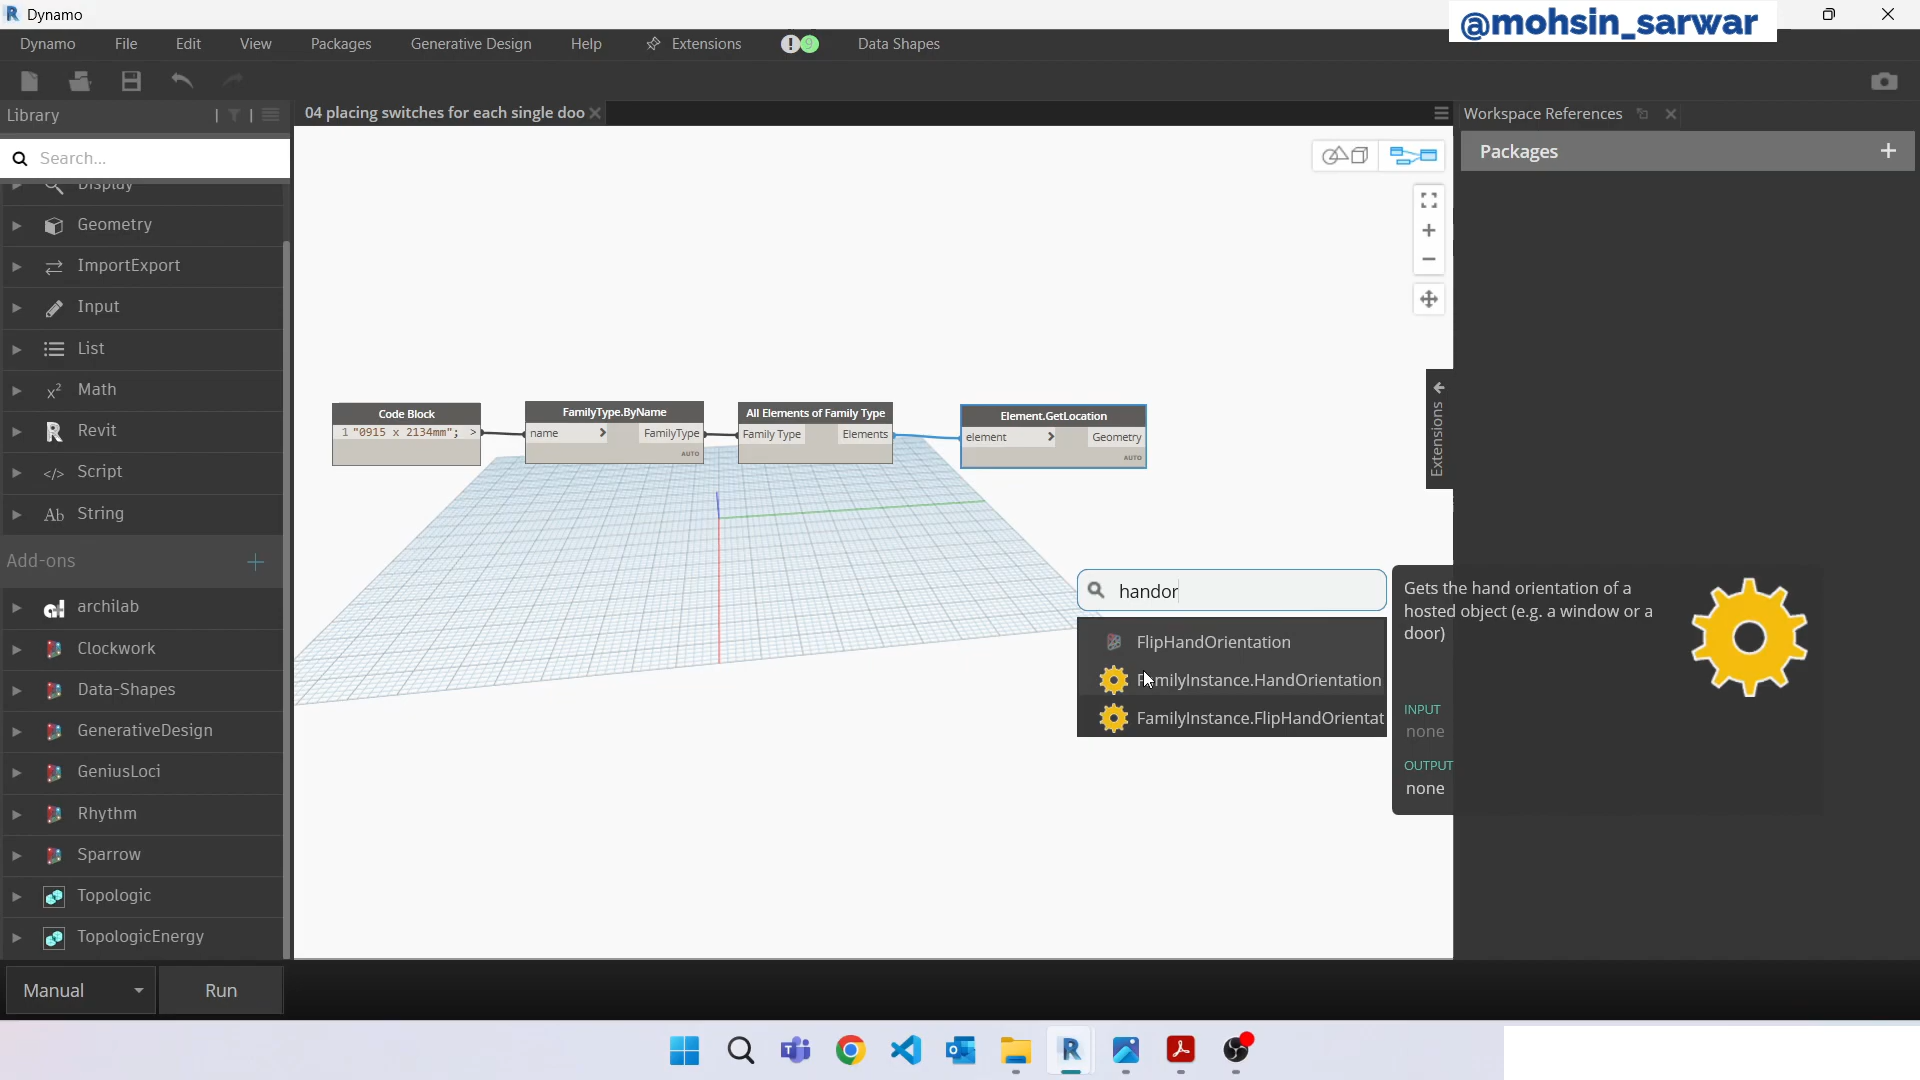 Dynamo
@mohsin_sarwar
Dynamo File Edit View Packages Generative Design Help Extensions ! Data Shapes
Library
04 placing switches for each single doo
Workspace References
Search...
Packages
Display
Geometry
ImportExport
Input
List
Math
Revit
Script
Ab String
Add-ons
archilab
Clockwork
Data-Shapes
GenerativeDesign
GeniusLoci
Rhythm
Sparrow
Topologic
TopologicEnergy
Code Block
1 "0915 x 2134mm"; >
FamilyType.ByName
name > FamilyType
AUTO
All Elements of Family Type
Family Type Elements
Element.GetLocation
element > Geometry
AUTO
Extensions
handor
FlipHandOrientation
FamilyInstance.HandOrientation
FamilyInstance.FlipHandOrientat
Gets the hand orientation of a
hosted object (e.g. a window or a
door)
INPUT
none
OUTPUT
none
Manual
Run